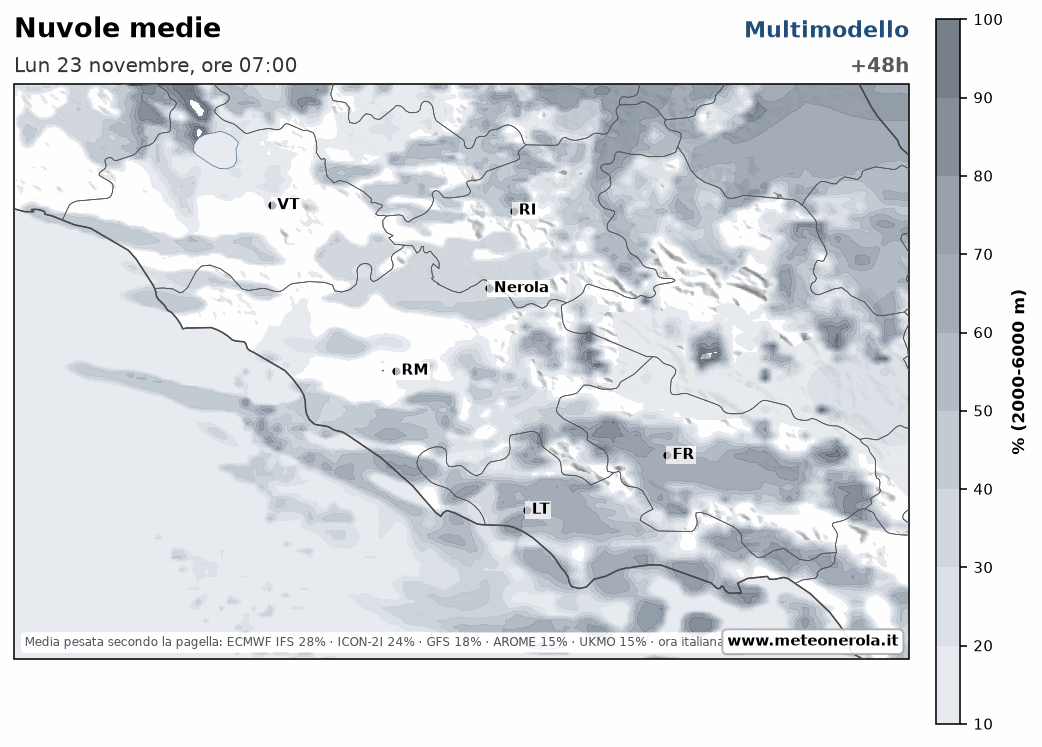 Nuvole medie
Multimodello
Lun 23 novembre, ore 07:00
+48h
100
90
80
70
60
50
40
30
20
10
% (2000-6000 m)
VT
RI
Nerola
RM
FR
LT
Media pesata secondo la pagella: ECMWF IFS 28% · ICON-2I 24% · GFS 18% · AROME 15% · UKMO 15% · ora italiana
www.meteonerola.it